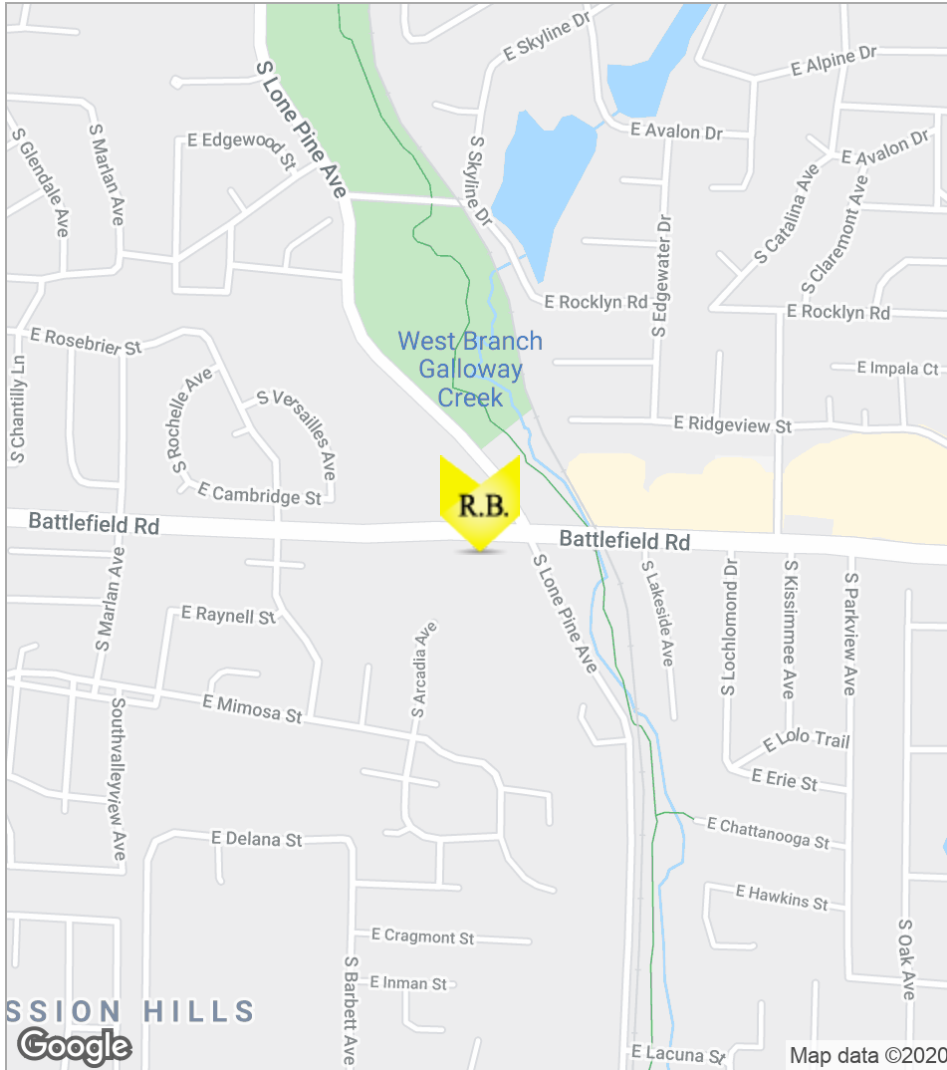 E Skyline Dr
E Alpine Dr
S Lone Pine Ave
S Glendale Ave
S Marlan Ave
E Edgewood St
S Skyline Dr
E Avalon Dr
E Avalon Dr
S Catalina Ave
S Claremont Ave
S Edgewater Dr
E Rocklyn Rd
E Rocklyn Rd
E Rosebrier St
West Branch
Galloway
Creek
S Chantilly Ln
S Rochelle Ave
S Versailles Ave
E Impala Ct
E Ridgeview St
E Cambridge St
R.B.
Battlefield Rd
Battlefield Rd
S Marlan Ave
E Raynell St
S Lone Pine Ave
S Lakeside Ave
S Lochlomond Dr
S Kissimmee Ave
S Parkview Ave
S Arcadia Ave
E Mimosa St
Southvalleyview Ave
E Lolo Trail
E Erie St
E Delana St
E Chattanooga St
E Hawkins St
E Cragmont St
S Barbett Ave
E Inman St
S Oak Ave
SSION HILLS
Google
E Lacuna St
Map data ©2020